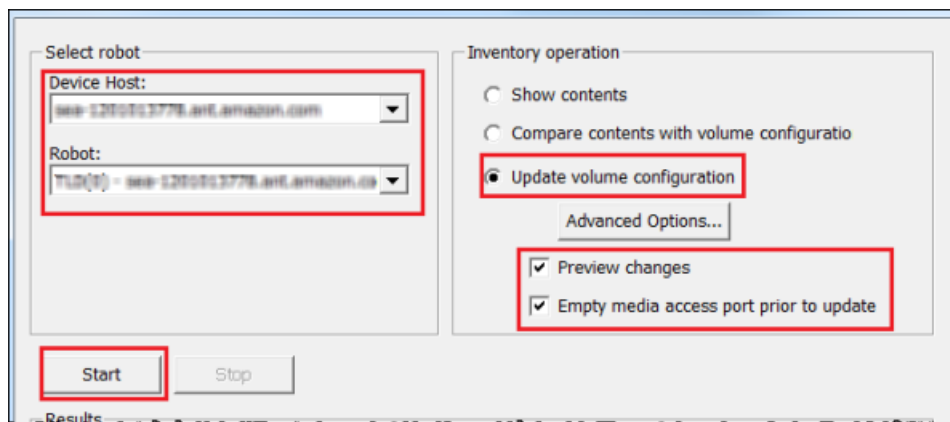 Select robot
Device Host:
Robot:
Inventory operation
Show contents
Compare contents with volume configuratio
Update volume configuration
Advanced Options...
Preview changes
Empty media access port prior to update
Start
Stop
Results